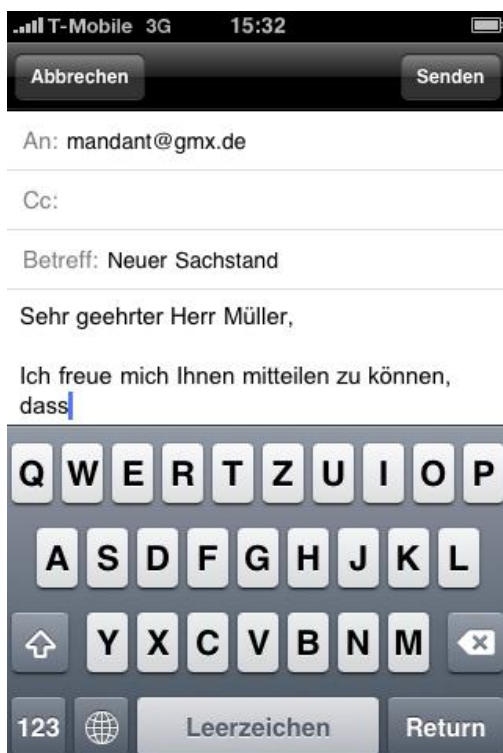 T-Mobile 3G 15:32
Abbrechen Senden
An: mandant@gmx.de
Cc:
Betreff: Neuer Sachstand
Sehr geehrter Herr Müller,
Ich freue mich Ihnen mitteilen zu können,
dass
Q W E R T Z U I O P
A S D F G H J K L
Y X C V B N M
123 Leerzeichen Return